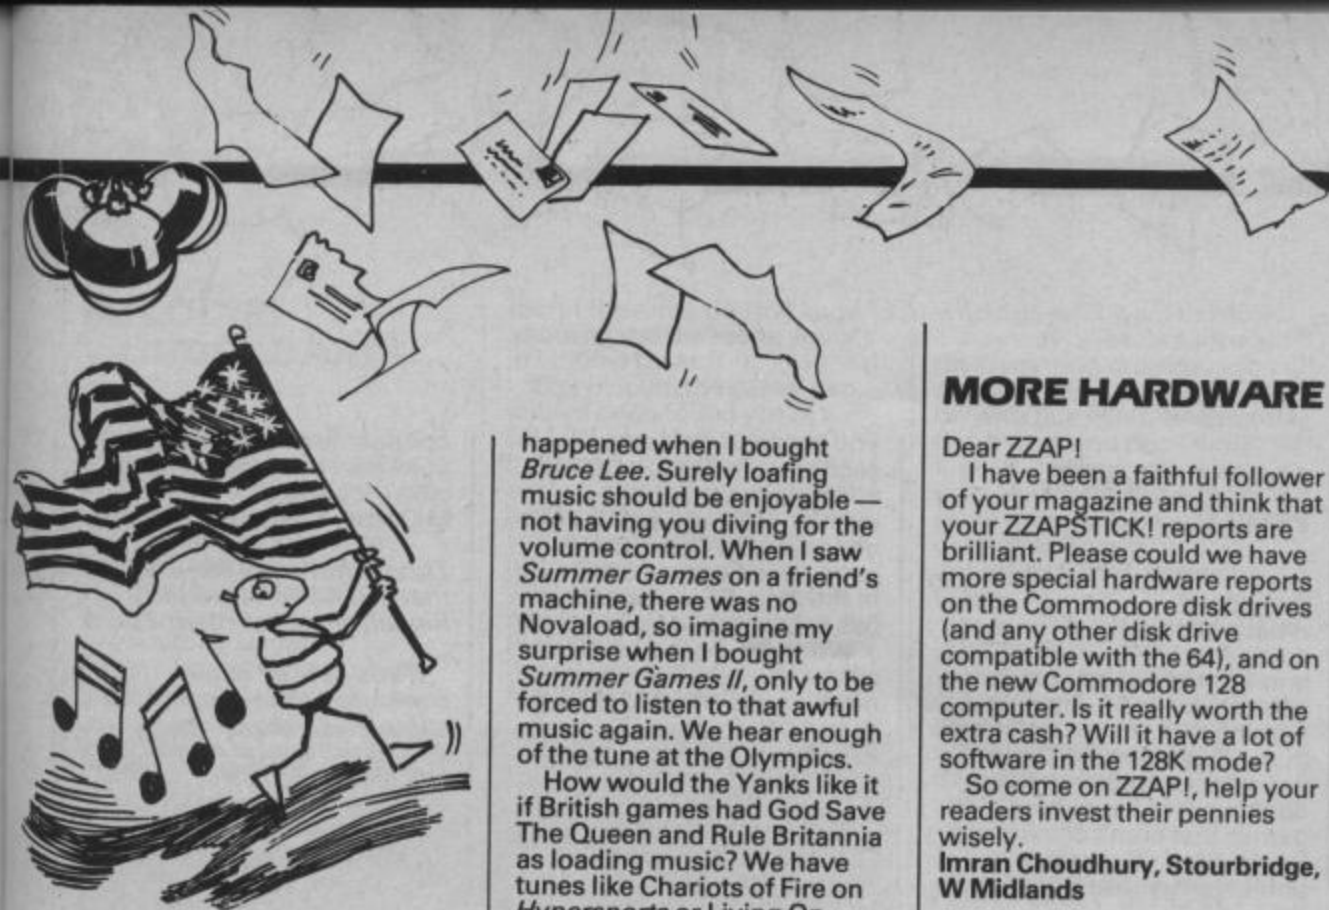 happened when I bought
Bruce Lee. Surely loafing
music should be enjoyable —
not having you diving for the
volume control. When I saw
Summer Games on a friend's
machine, there was no
Novaload, so imagine my
surprise when I bought
Summer Games II, only to be
forced to listen to that awful
music again. We hear enough
of the tune at the Olympics.
How would the Yanks like it
if British games had God Save
The Queen and Rule Britannia
as loading music? We have
tunes like Chariots of Fire on
Hypersports or Living On
MORE HARDWARE
Dear ZZAP!
I have been a faithful follower
of your magazine and think that
your ZZAPSTICK! reports are
brilliant. Please could we have
more special hardware reports
on the Commodore disk drives
(and any other disk drive
compatible with the 64), and on
the new Commodore 128
computer. Is it really worth the
extra cash? Will it have a lot of
software in the 128K mode?
So come on ZZAP!, help your
readers invest their pennies
wisely.
Imran Choudhury, Stourbridge,
W Midlands